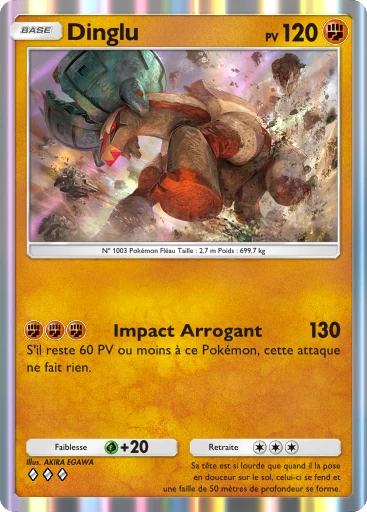 BASE Dinglu PV 120
N° 1003 Pokémon Fléau Taille : 2,7 m Poids : 699,7 kg
Impact Arrogant 130
S'il reste 60 PV ou moins à ce Pokémon, cette attaque
ne fait rien.
Faiblesse +20 Retraite
Illus. AKIRA EGAWA
Sa tête est si lourde que quand il la pose
en douceur sur le sol, celui-ci se fend et
une faille de 50 mètres de profondeur se forme.